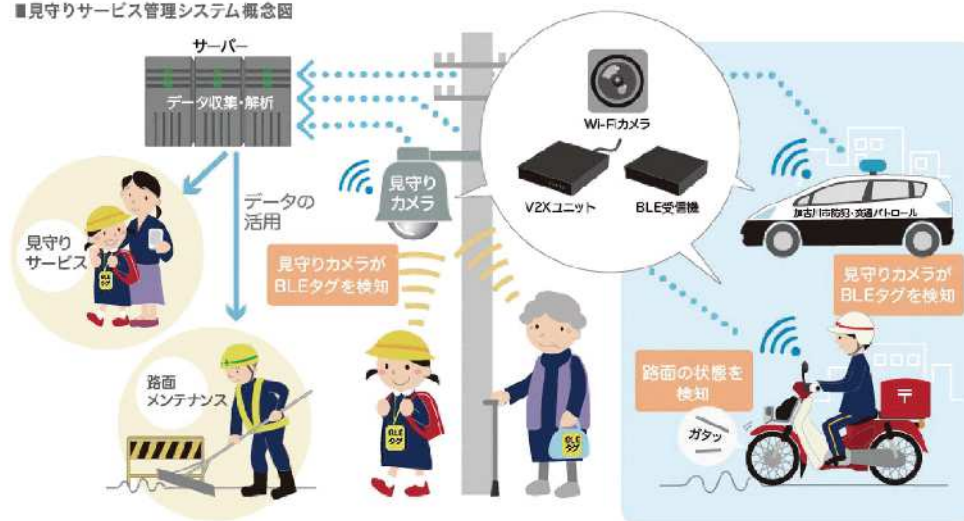 ■見守りサービス管理システム概念図
サーバー
データ収集・解析
Wi-Fiカメラ
V2Xユニット
BLE受信機
見守り
カメラ
加古川市防犯・交通パトロール
データの
活用
見守り
サービス
BLE
タグ
見守りカメラが
BLEタグを検知
見守りカメラが
BLEタグを検知
路面
メンテナンス
路面の状態を
検知
ガタッ
〒
BLE
タグ
BLE
タグ